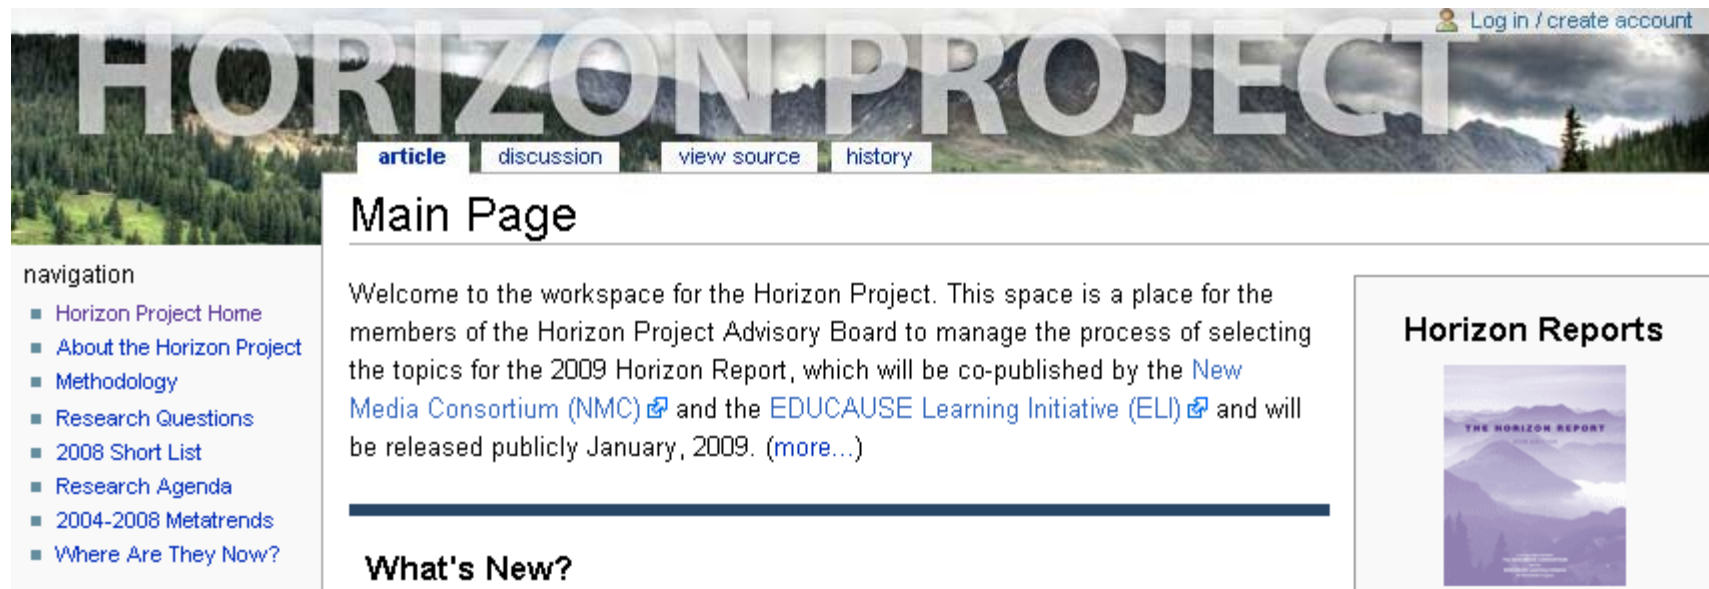 HORIZON PROJECT
Log in / create account
article discussion view source history
Main Page
navigation
Horizon Project Home
About the Horizon Project
Methodology
Research Questions
2008 Short List
Research Agenda
2004-2008 Metatrends
Where Are They Now?
Welcome to the workspace for the Horizon Project. This space is a place for the
members of the Horizon Project Advisory Board to manage the process of selecting
the topics for the 2009 Horizon Report, which will be co-published by the New
Media Consortium (NMC) and the EDUCAUSE Learning Initiative (ELI) and will
be released publicly January, 2009. (more...)
What's New?
Horizon Reports
THE HORIZON REPORT